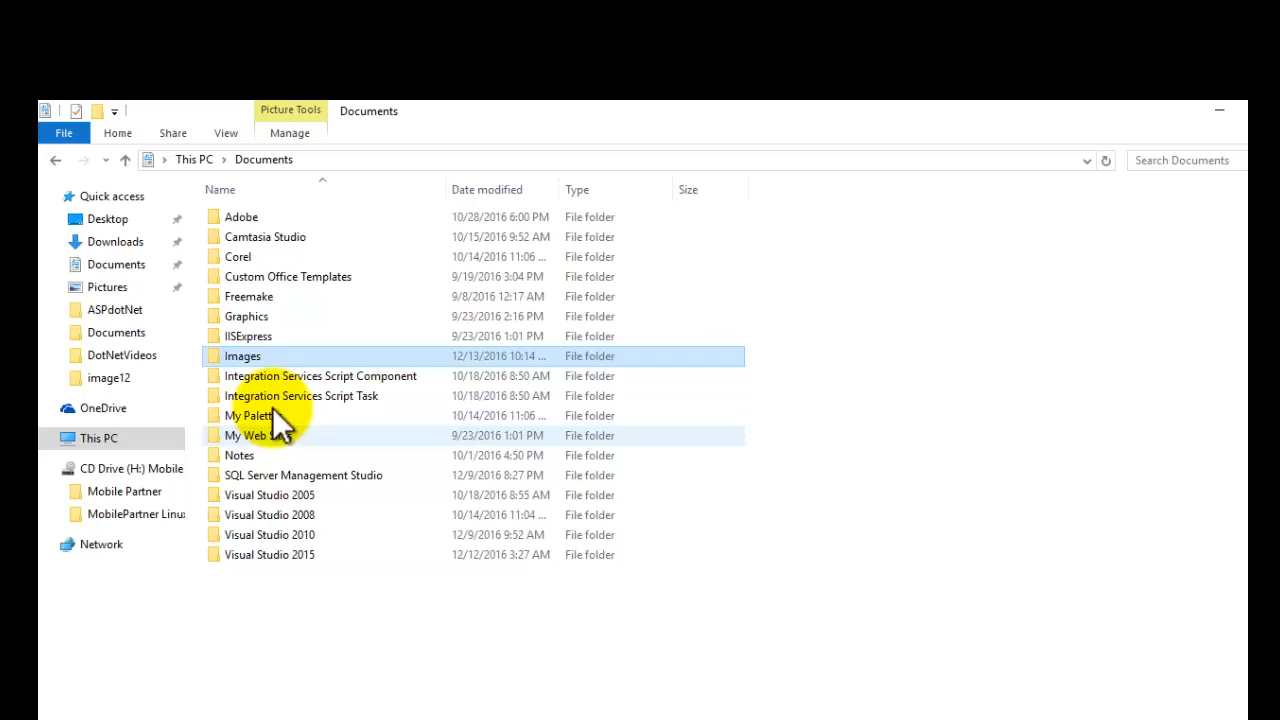 Picture Tools
Documents
File
Home
Share
View
Manage
This PC
Documents
Search Documents
Quick access
Desktop
Downloads
Documents
Pictures
ASPdotNet
Documents
DotNetVideos
image12
OneDrive
This PC
CD Drive (H:) Mobile
Mobile Partner
MobilePartner Linux
Network
Name Date modified Type Size
Adobe 10/28/2016 6:00 PM File folder
Camtasia Studio 10/15/2016 9:52 AM File folder
Corel 10/14/2016 11:06 ... File folder
Custom Office Templates 9/19/2016 3:04 PM File folder
Freemake 9/8/2016 12:17 AM File folder
Graphics 9/23/2016 2:16 PM File folder
IISExpress 9/23/2016 1:01 PM File folder
Images 12/13/2016 10:14 ... File folder
Integration Services Script Component 10/18/2016 8:50 AM File folder
Integration Services Script Task 10/18/2016 8:50 AM File folder
My 10/14/2016 11:06 ... File folder
My Web 9/23/2016 1:01 PM File folder
Notes 10/1/2016 4:50 PM File folder
SQL Server Management Studio 12/9/2016 8:27 PM File folder
Visual Studio 2005 10/18/2016 8:55 AM File folder
Visual Studio 2008 10/14/2016 11:04 ... File folder
Visual Studio 2010 12/9/2016 9:52 AM File folder
Visual Studio 2015 12/12/2016 3:27 AM File folder